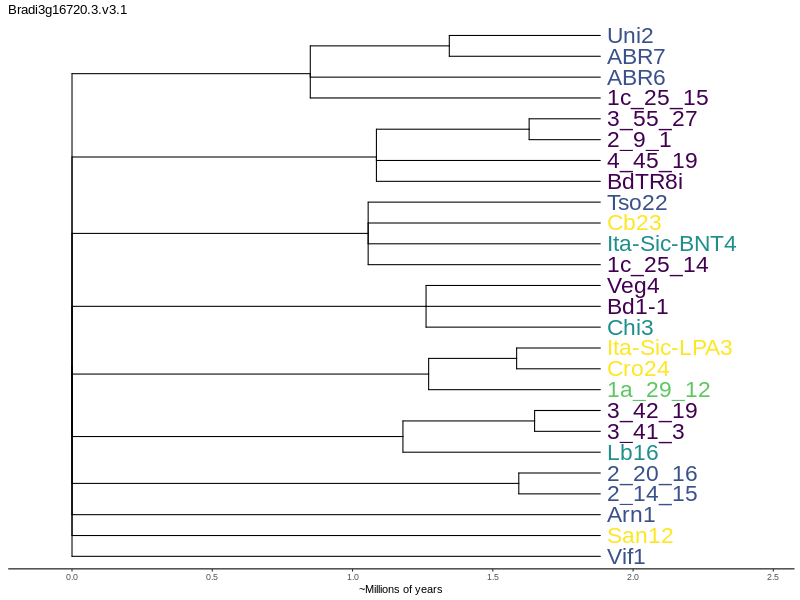 Bradi3g16720.3.v3.1
Uni2
ABR7
ABR6
1c_25_15
3_55_27
2_9_1
4_45_19
BdTR8i
Tso22
Cb23
Ita-Sic-BNT4
1c_25_14
Veg4
Bd1-1
Chi3
Ita-Sic-LPA3
Cro24
1a_29_12
3_42_19
3_41_3
Lb16
2_20_16
2_14_15
Arn1
San12
Vif1
0.0 0.5 1.0 1.5 2.0 2.5
~Millions of years